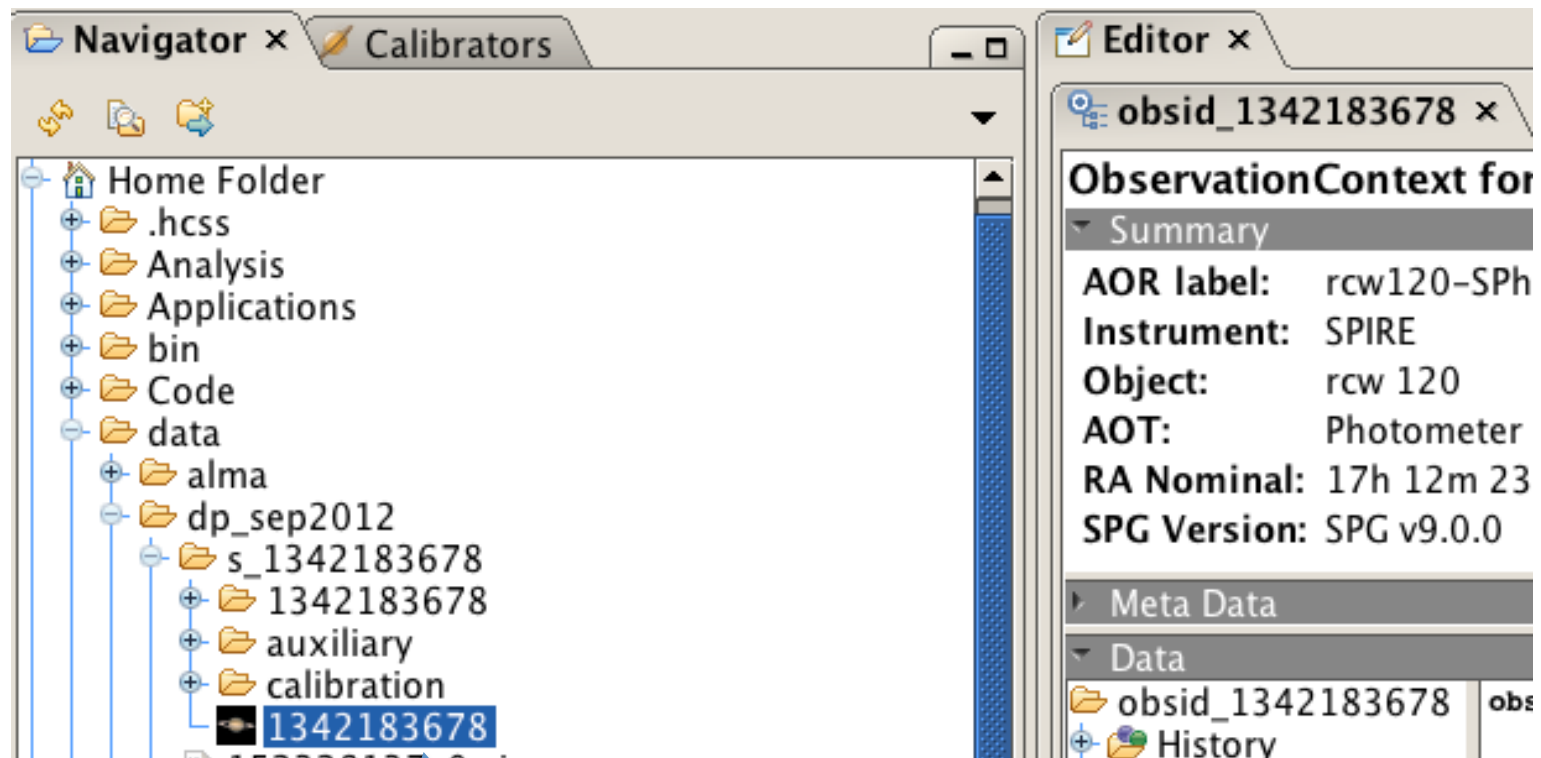 Navigator
Calibrators
Home Folder
.hcss
Analysis
Applications
bin
Code
data
alma
dp_sep2012
s_1342183678
1342183678
auxiliary
calibration
1342183678
Editor
obsid_1342183678
ObservationContext for
Summary
AOR label: rcw120-SPh
Instrument: SPIRE
Object: rcw 120
AOT: Photometer
RA Nominal: 17h 12m 23
SPG Version: SPG v9.0.0
Meta Data
Data
obsid_1342183678
obs
History